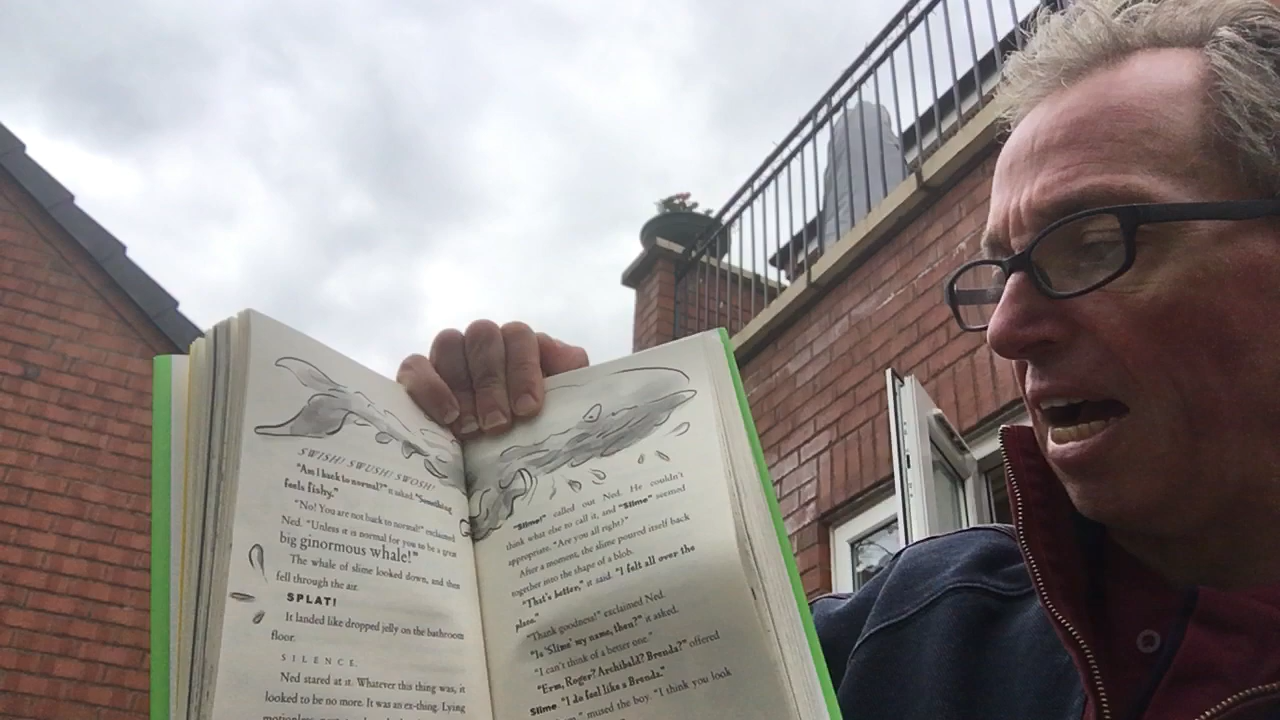 SWISH! SWUSH! SWOSH!
"Am I back to normal?" it asked. "Something
feels fishy."
"No! You are not back to normal!" exclaimed
Ned. "Unless it is normal for you to be a great
big ginormous whale!"
The whale of slime looked down, and then
fell through the air.
SPLAT!
It landed like dropped jelly on the bathroom
floor.
SILENCE.
Ned stared at it. Whatever this thing was, it
looked to be no more. It was an ex-thing. Lying
"Slime!" called out Ned. He couldn't
think what else to call it, and "Slime" seemed
appropriate. "Are you all right?"
After a moment, the slime poured itself back
together into the shape of a blob.
"That's better," it said. "I felt all over the
place."
"Thank goodness!" exclaimed Ned.
"Is 'Slime' my name, then?" it asked.
"I can't think of a better one."
"Erm, Roger? Archibald? Brenda?" offered
Slime. "I do feel like a Brenda."
mused the boy. "I think you look